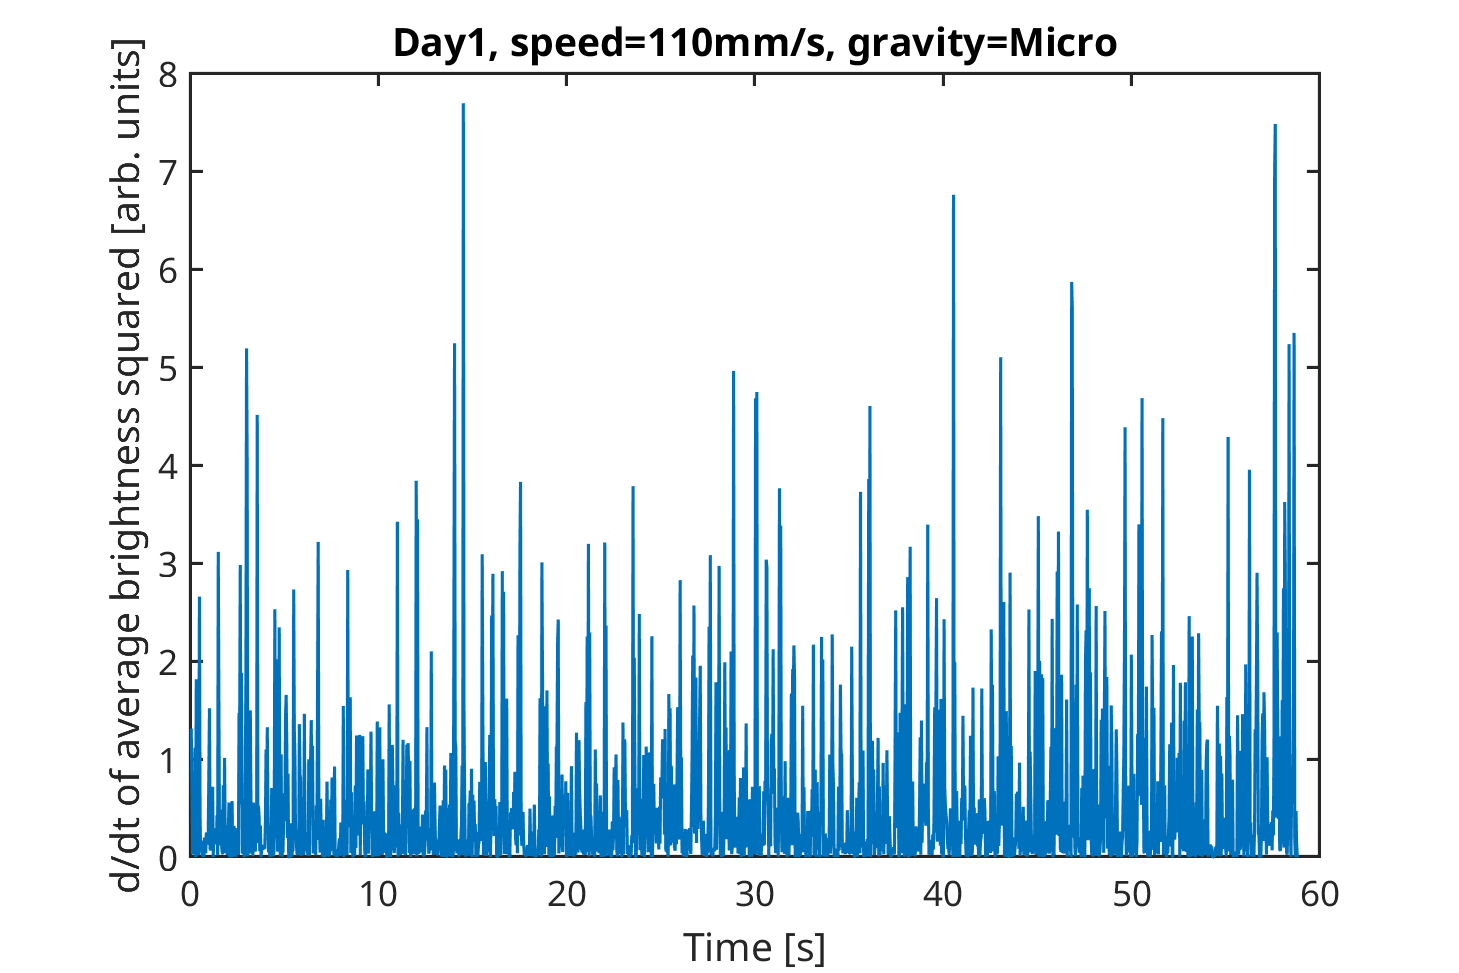 Day1, speed=110mm/s, gravity=Micro
d/dt of average brightness squared [arb. units]
8
7
6
5
4
3
2
1
0
0 10 20 30 40 50 60
Time [s]